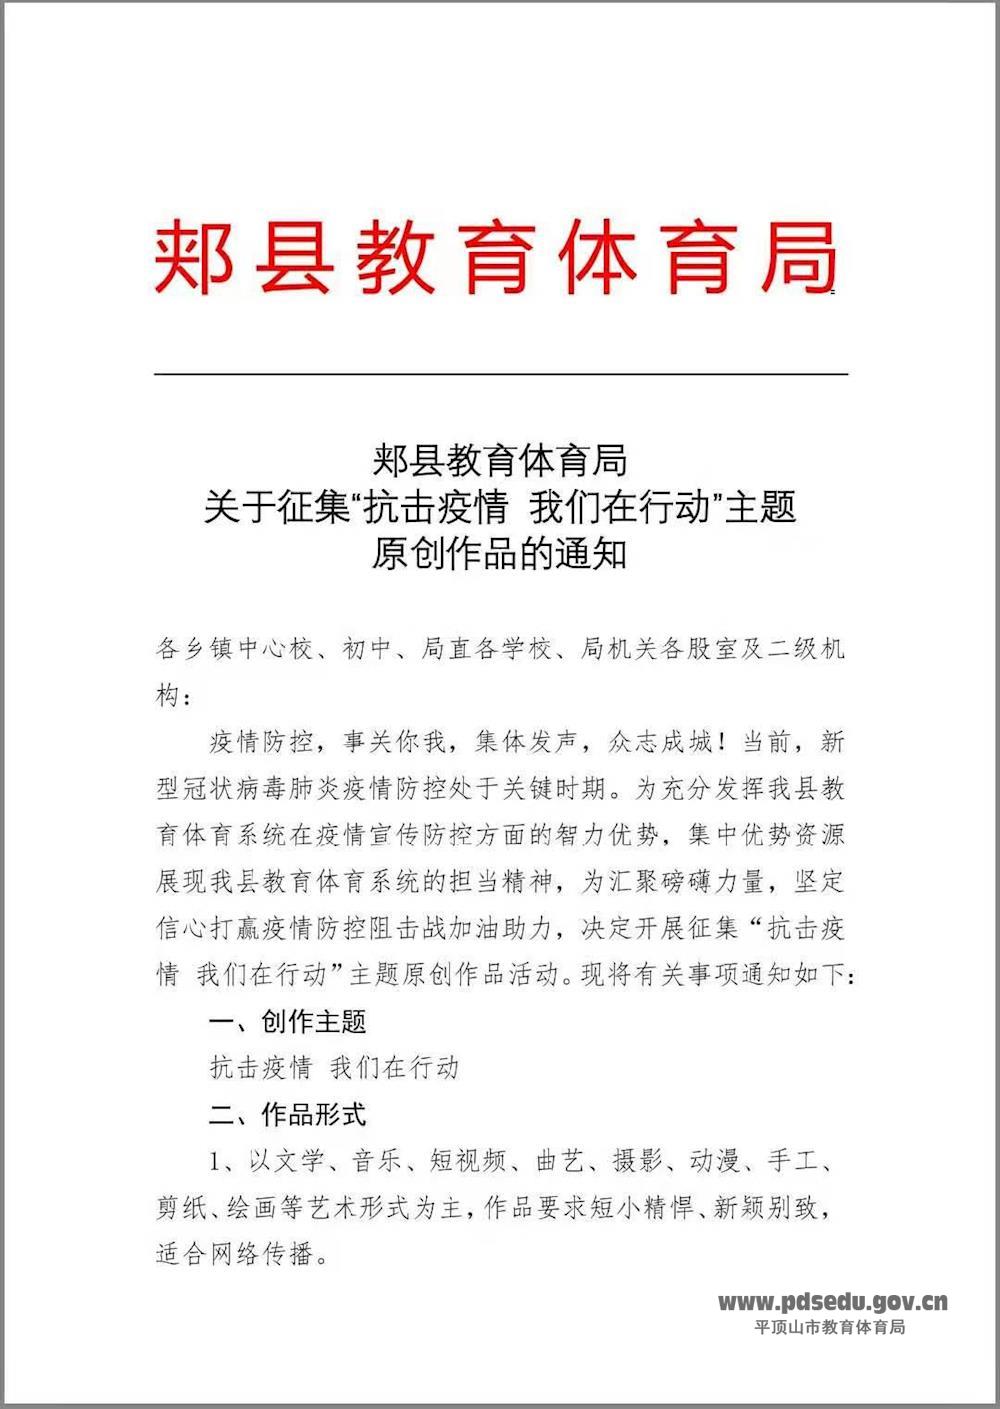 郏县教育体育局
郏县教育体育局
关于征集“抗击疫情 我们在行动”主题
原创作品的通知
各乡镇中心校、初中、局直各学校、局机关各股室及二级机
构：
疫情防控，事关你我，集体发声，众志成城！当前，新
型冠状病毒肺炎疫情防控处于关键时期。为充分发挥我县教
育体育系统在疫情宣传防控方面的智力优势，集中优势资源
展现我县教育体育系统的担当精神，为汇聚磅礴力量，坚定
信心打赢疫情防控阻击战加油助力，决定开展征集“抗击疫
情 我们在行动”主题原创作品活动。现将有关事项通知如下：
一、创作主题
抗击疫情 我们在行动
二、作品形式
1、以文学、音乐、短视频、曲艺、摄影、动漫、手工、
剪纸、绘画等艺术形式为主，作品要求短小精悍、新颖别致，
适合网络传播。
www.pdsedu.gov.cn
平顶山市教育体育局